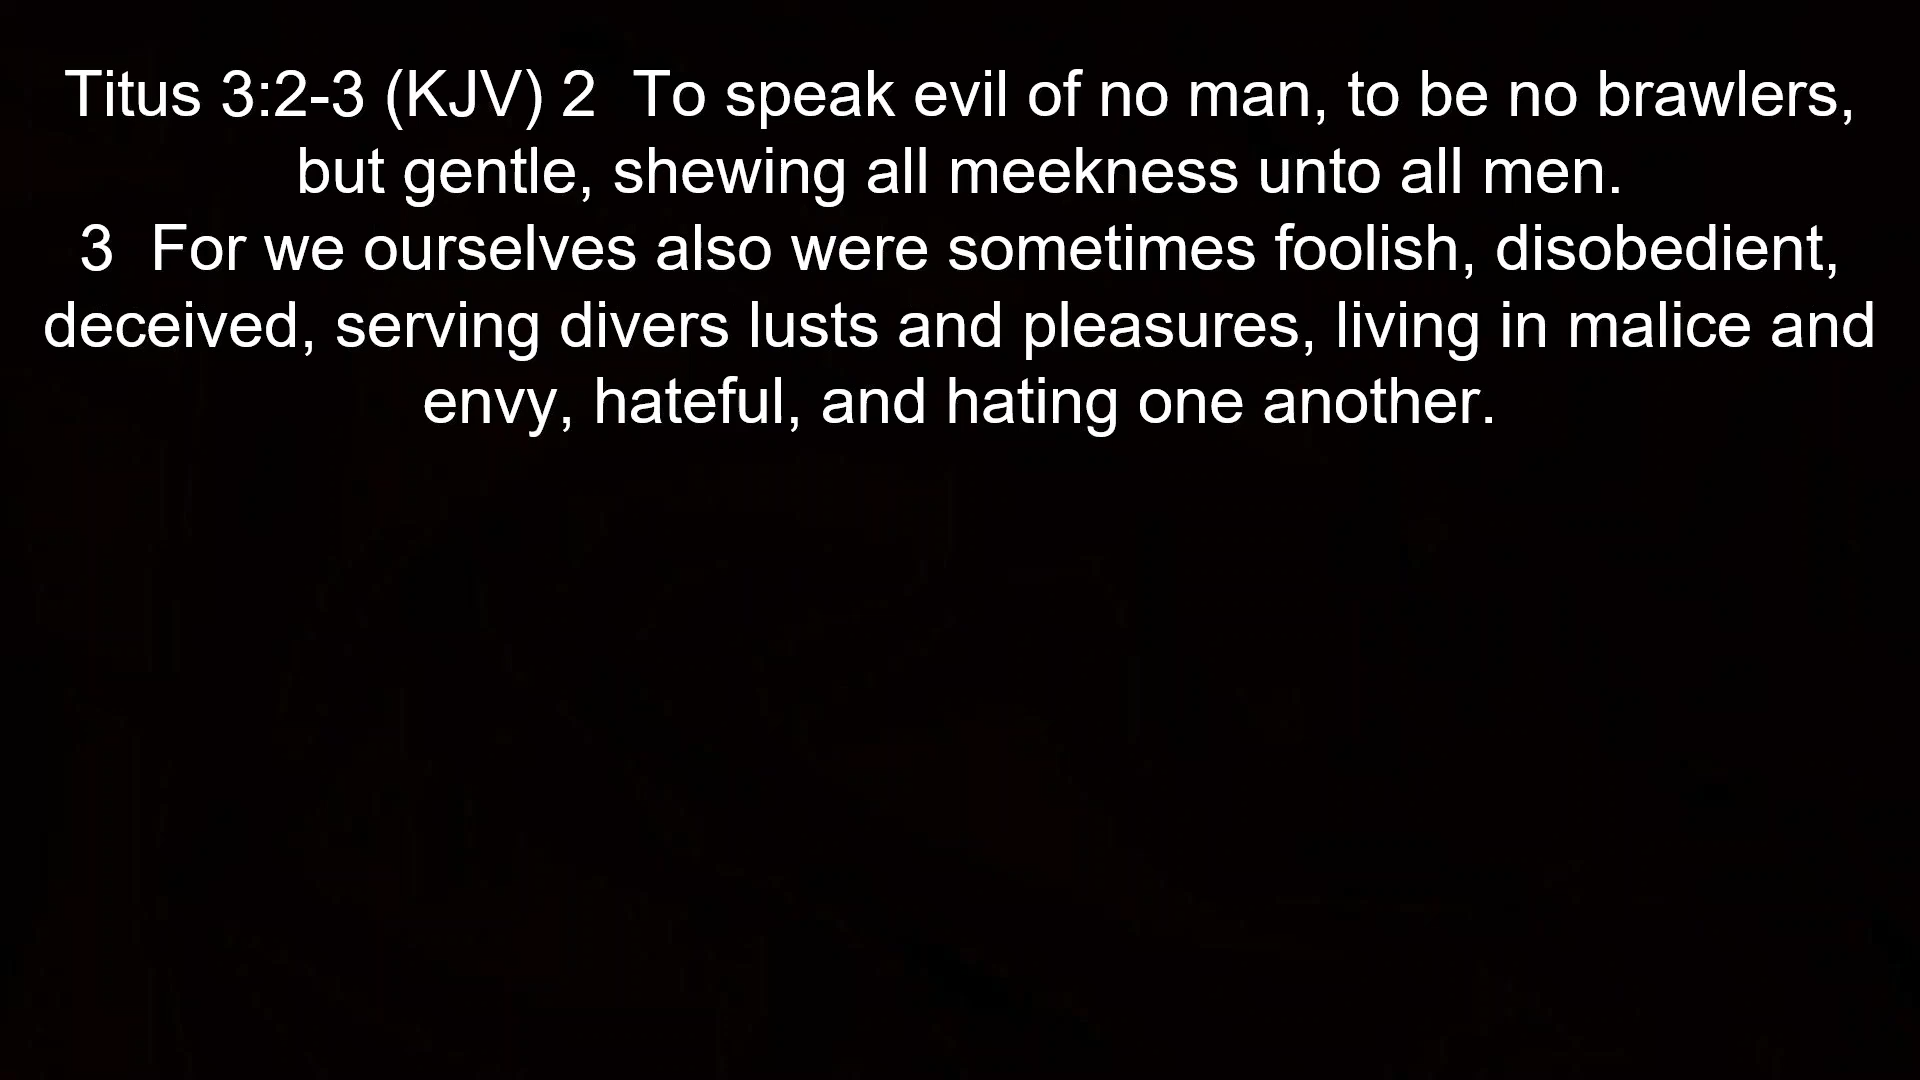 Titus 3:2-3 (KJV) 2  To speak evil of no man, to be no brawlers,
but gentle, shewing all meekness unto all men.
3  For we ourselves also were sometimes foolish, disobedient,
deceived, serving divers lusts and pleasures, living in malice and
envy, hateful, and hating one another.